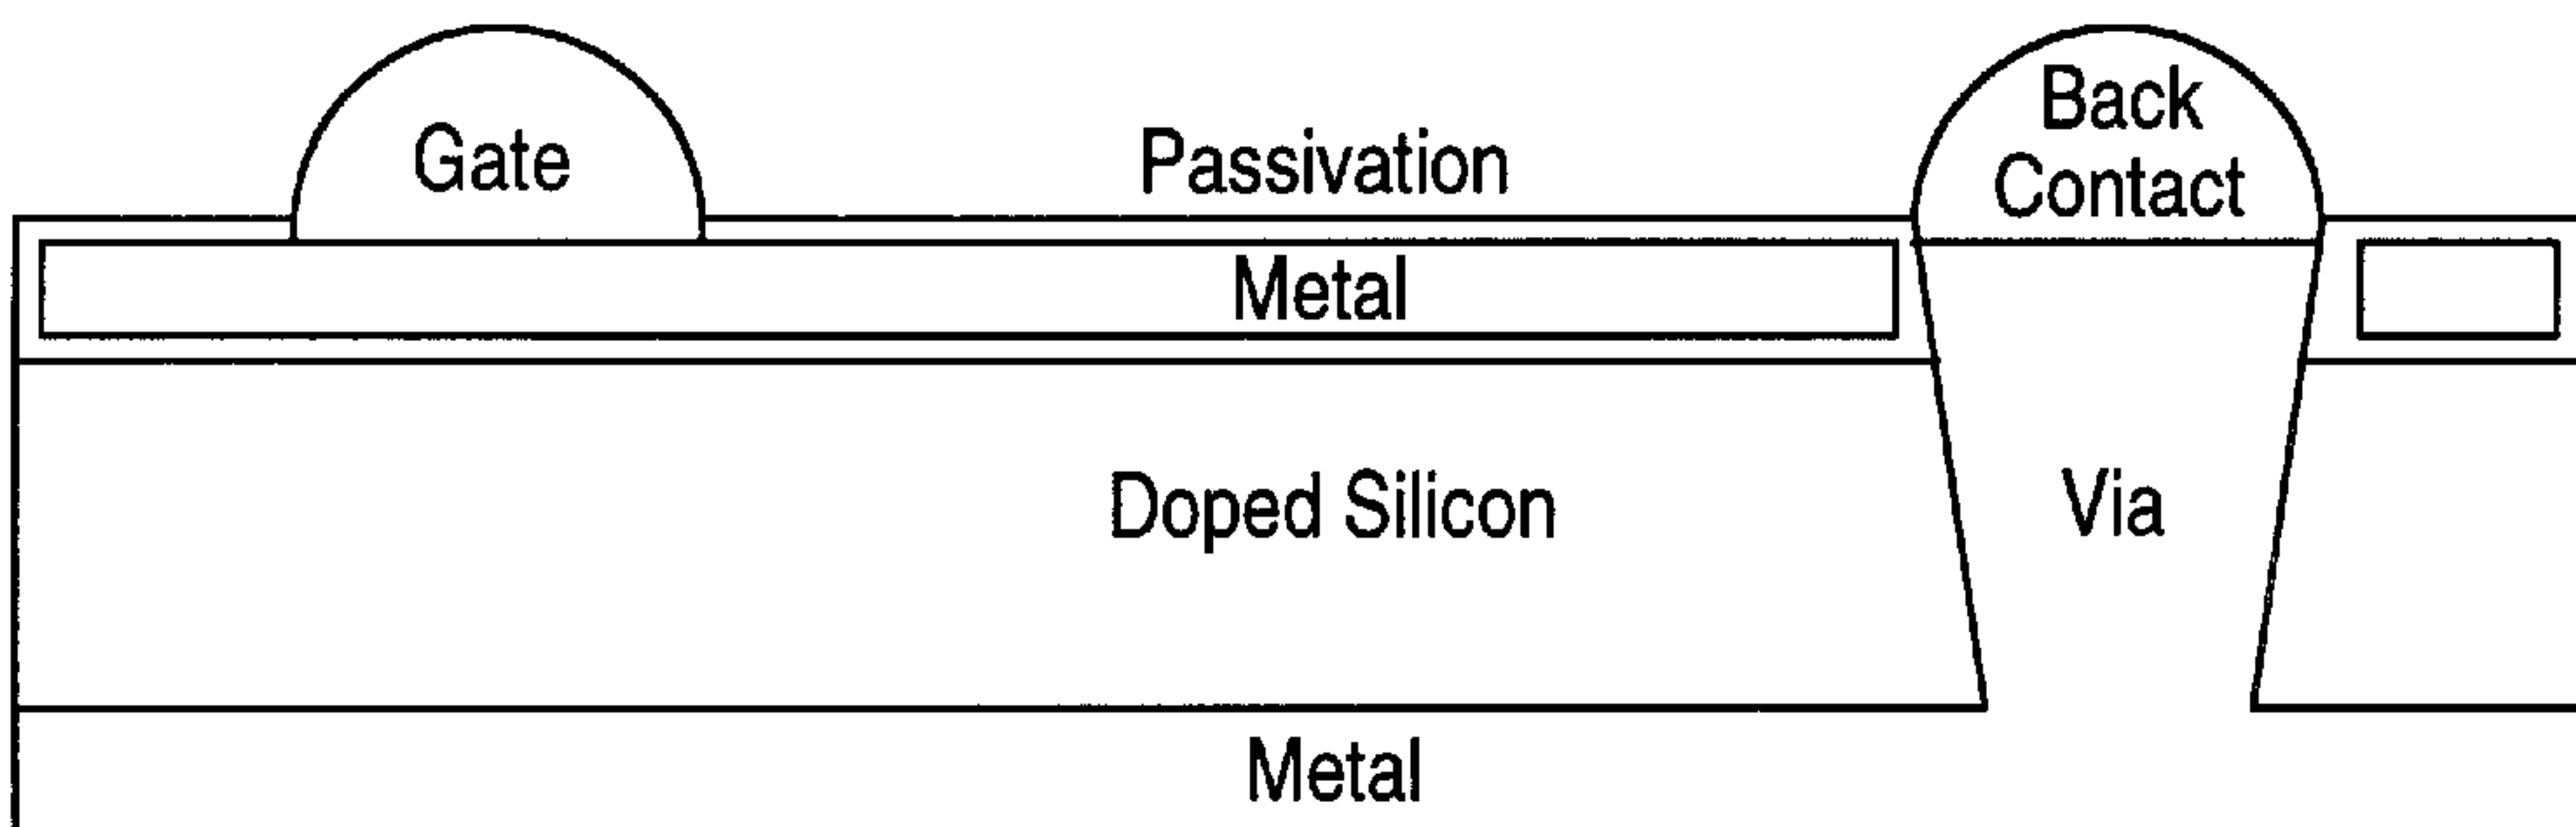 Gate
Passivation
Back
Contact
Metal
Doped Silicon
Via
Metal